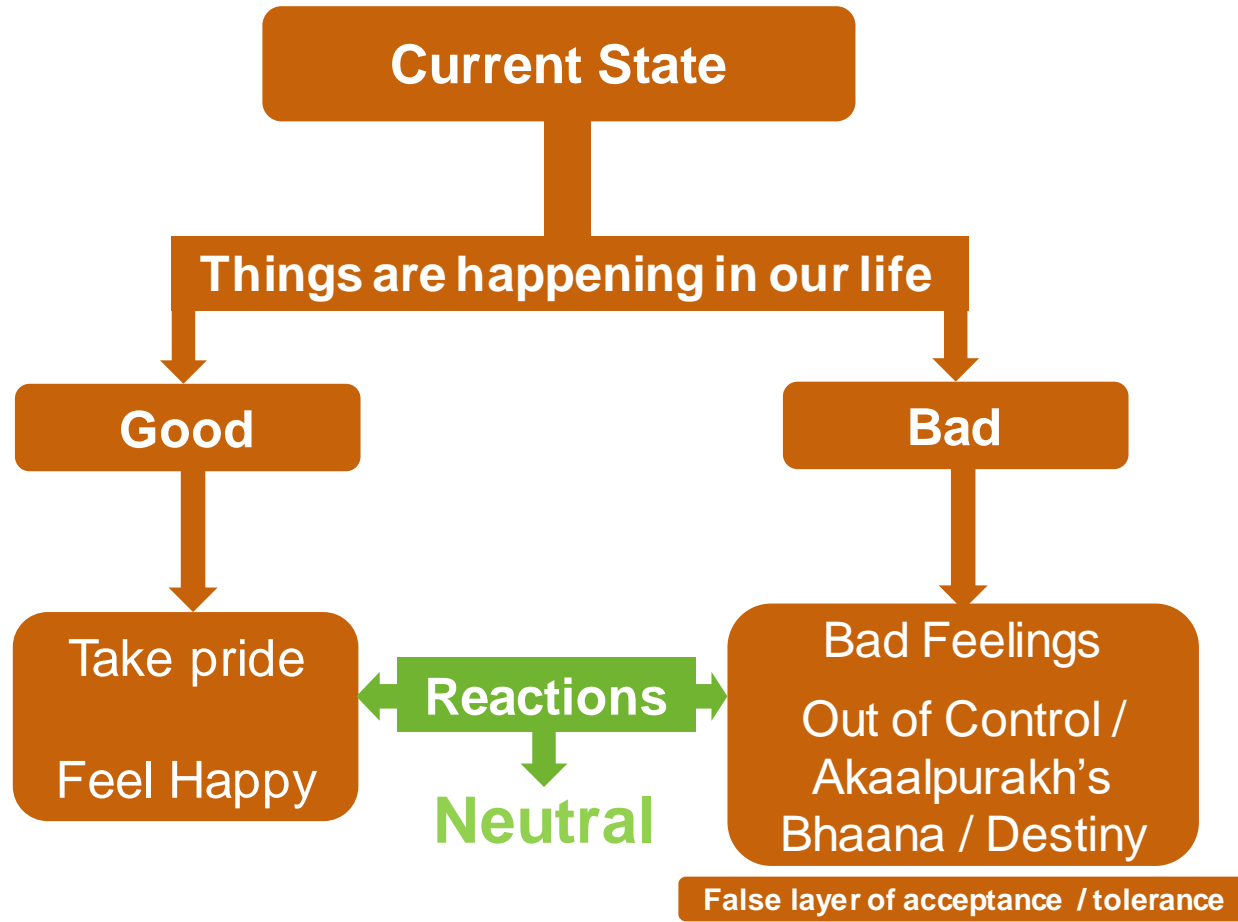 Current State
Things are happening in our life
Good
Bad
Take pride
Feel Happy
Reactions
Neutral
Bad Feelings
Out of Control /
Akaalpurakh’s
Bhaana / Destiny
False layer of acceptance / tolerance